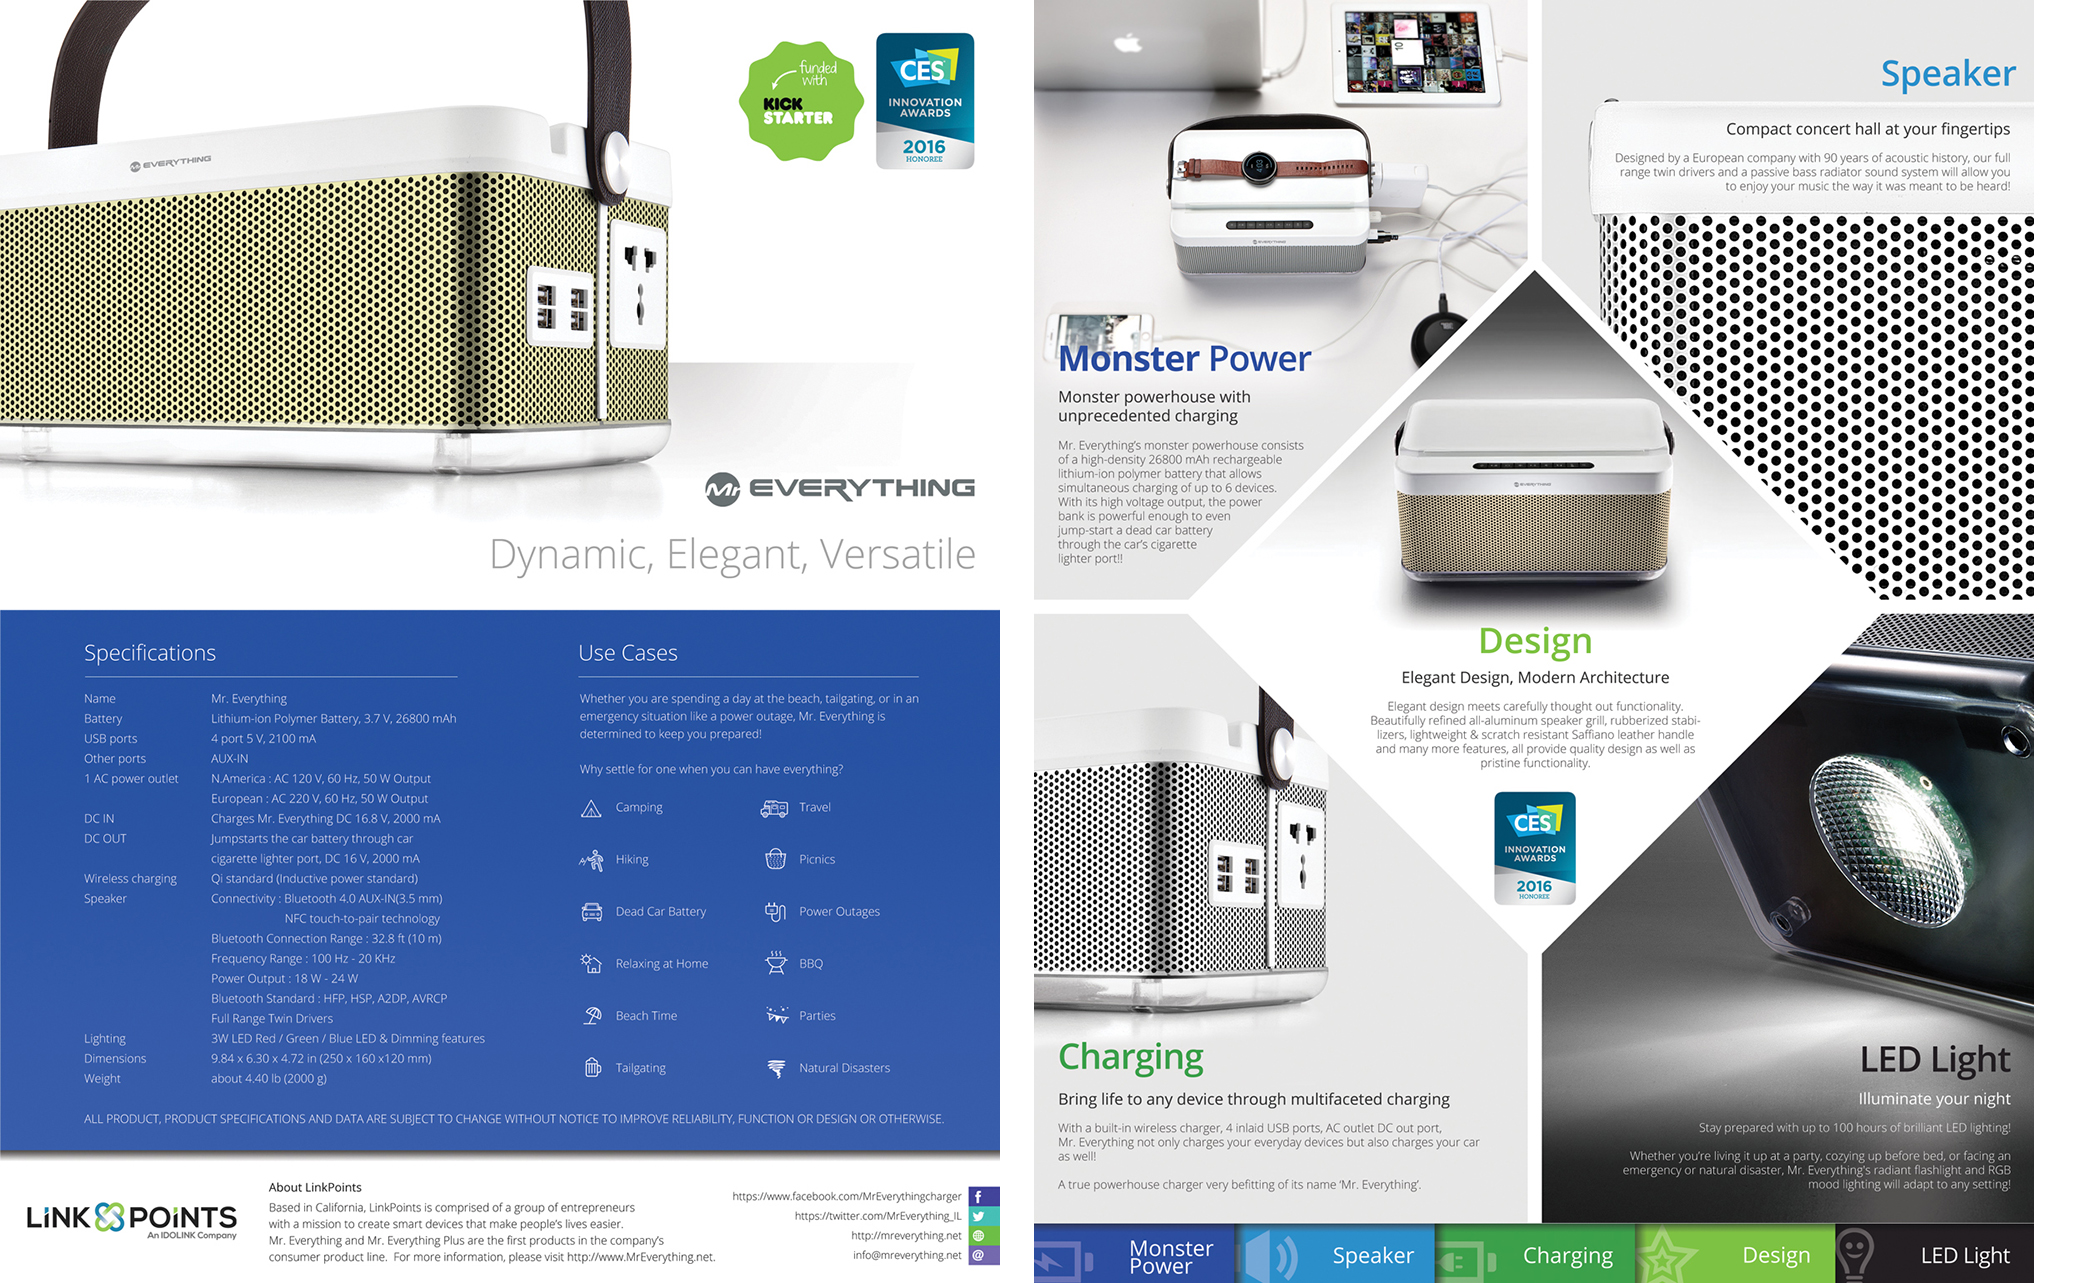 funded
with
KICK
STARTER
CES
INNOVATION
AWARDS
2016
HONOREE
Mr EVERYTHING
Mr EVERYTHING
Dynamic, Elegant, Versatile
Specifications
Name Mr. Everything
Battery Lithium-ion Polymer Battery, 3.7 V, 26800 mAh
USB ports 4 port 5 V, 2100 mA
Other ports AUX-IN
1 AC power outlet N.America : AC 120 V, 60 Hz, 50 W Output
European : AC 220 V, 60 Hz, 50 W Output
DC IN Charges Mr. Everything DC 16.8 V, 2000 mA
DC OUT Jumpstarts the car battery through car
cigarette lighter port, DC 16 V, 2000 mA
Wireless charging Qi standard (Inductive power standard)
Speaker Connectivity : Bluetooth 4.0 AUX-IN(3.5 mm)
NFC touch-to-pair technology
Bluetooth Connection Range : 32.8 ft (10 m)
Frequency Range : 100 Hz - 20 KHz
Power Output : 18 W - 24 W
Bluetooth Standard : HFP, HSP, A2DP, AVRCP
Full Range Twin Drivers
Lighting 3W LED Red / Green / Blue LED & Dimming features
Dimensions 9.84 x 6.30 x 4.72 in (250 x 160 x120 mm)
Weight about 4.40 lb (2000 g)
Use Cases
Whether you are spending a day at the beach, tailgating, or in an
emergency situation like a power outage, Mr. Everything is
determined to keep you prepared!
Why settle for one when you can have everything?
Camping Travel
Hiking Picnics
Dead Car Battery Power Outages
Relaxing at Home BBQ
Beach Time Parties
Tailgating Natural Disasters
ALL PRODUCT, PRODUCT SPECIFICATIONS AND DATA ARE SUBJECT TO CHANGE WITHOUT NOTICE TO IMPROVE RELIABILITY, FUNCTION OR DESIGN OR OTHERWISE.
LiNK POiNTS
An IDOLINK Company
About LinkPoints
Based in California, LinkPoints is comprised of a group of entrepreneurs
with a mission to create smart devices that make people's lives easier.
Mr. Everything and Mr. Everything Plus are the first products in the company's
consumer product line. For more information, please visit http://www.MrEverything.net.
https://www.facebook.com/MrEverythingcharger
https://twitter.com/MrEverything_IL
http://mreverything.net
info@mreverything.net
Mr EVERYTHING
Monster Power
Monster powerhouse with
unprecedented charging
Mr. Everything's monster powerhouse consists
of a high-density 26800 mAh rechargeable
lithium-ion polymer battery that allows
simultaneous charging of up to 6 devices.
With its high voltage output, the power
bank is powerful enough to even
jump-start a dead car battery
through the car's cigarette
lighter port!!
Speaker
Compact concert hall at your fingertips
Designed by a European company with 90 years of acoustic history, our full
range twin drivers and a passive bass radiator sound system will allow you
to enjoy your music the way it was meant to be heard!
Mr EVERYTHING
Design
Elegant Design, Modern Architecture
Elegant design meets carefully thought out functionality.
Beautifully refined all-aluminum speaker grill, rubberized stabi-
lizers, lightweight & scratch resistant Saffiano leather handle
and many more features, all provide quality design as well as
pristine functionality.
CES
INNOVATION
AWARDS
2016
HONOREE
Charging
Bring life to any device through multifaceted charging
With a built-in wireless charger, 4 inlaid USB ports, AC outlet DC out port,
Mr. Everything not only charges your everyday devices but also charges your car
as well!
A true powerhouse charger very befitting of its name 'Mr. Everything'.
LED Light
Illuminate your night
Stay prepared with up to 100 hours of brilliant LED lighting!
Whether you're living it up at a party, cozying up before bed, or facing an
emergency or natural disaster, Mr. Everything's radiant flashlight and RGB
mood lighting will adapt to any setting!
Monster
Power
Speaker
Charging
Design
LED Light